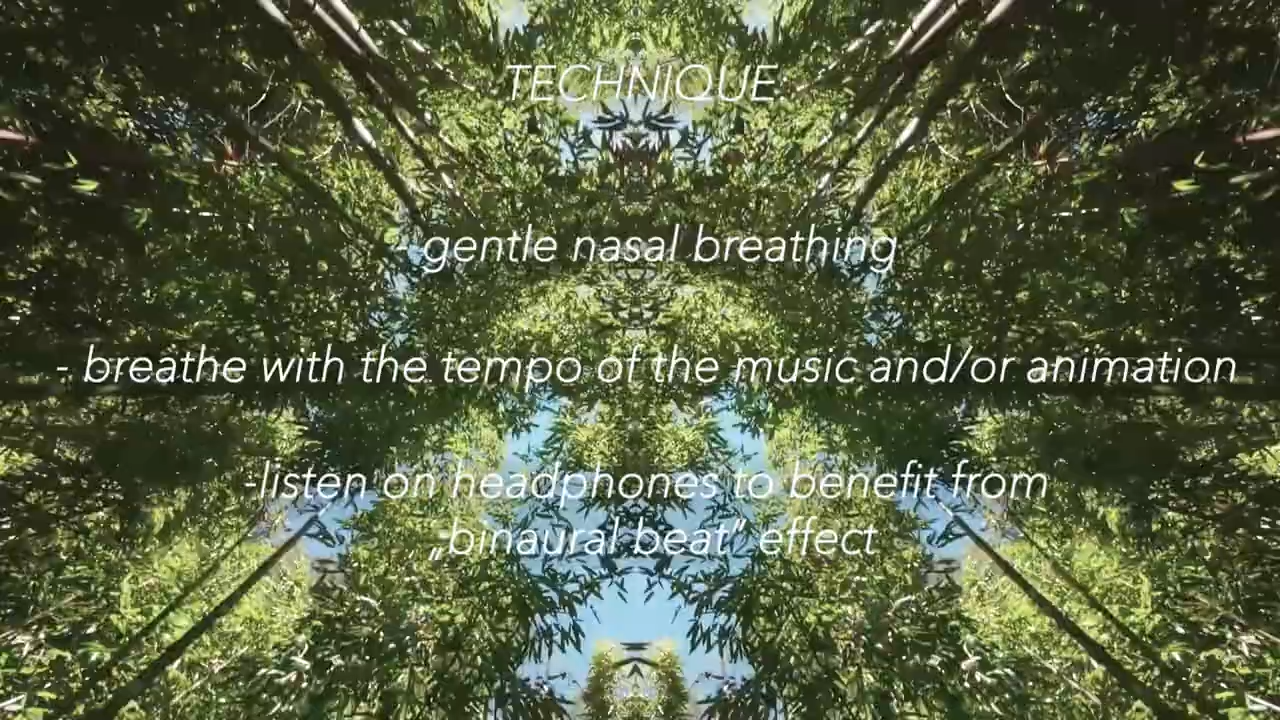 TECHNIQUE
- gentle nasal breathing
- breathe with the tempo of the music and/or animation
-listen on headphones to benefit from
„binaural beat” effect